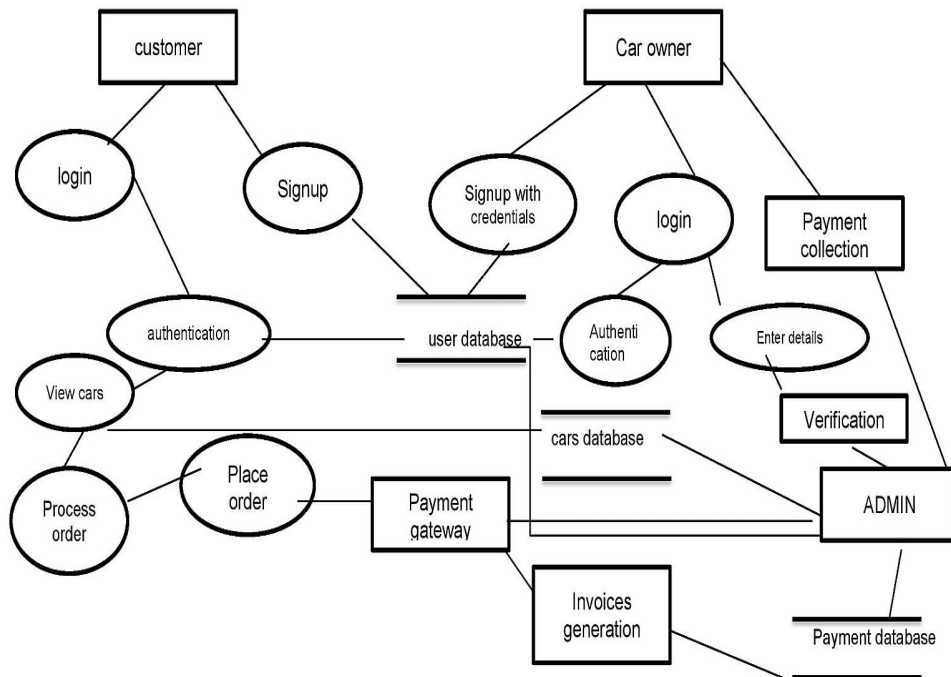 customer
Car owner
login
Signup
Signup with
credentials
login
Payment
collection
authentication
user database
Authenti
cation
Enter details
View cars
cars database
Verification
Process
order
Place
order
Payment
gateway
ADMIN
Invoices
generation
Payment database